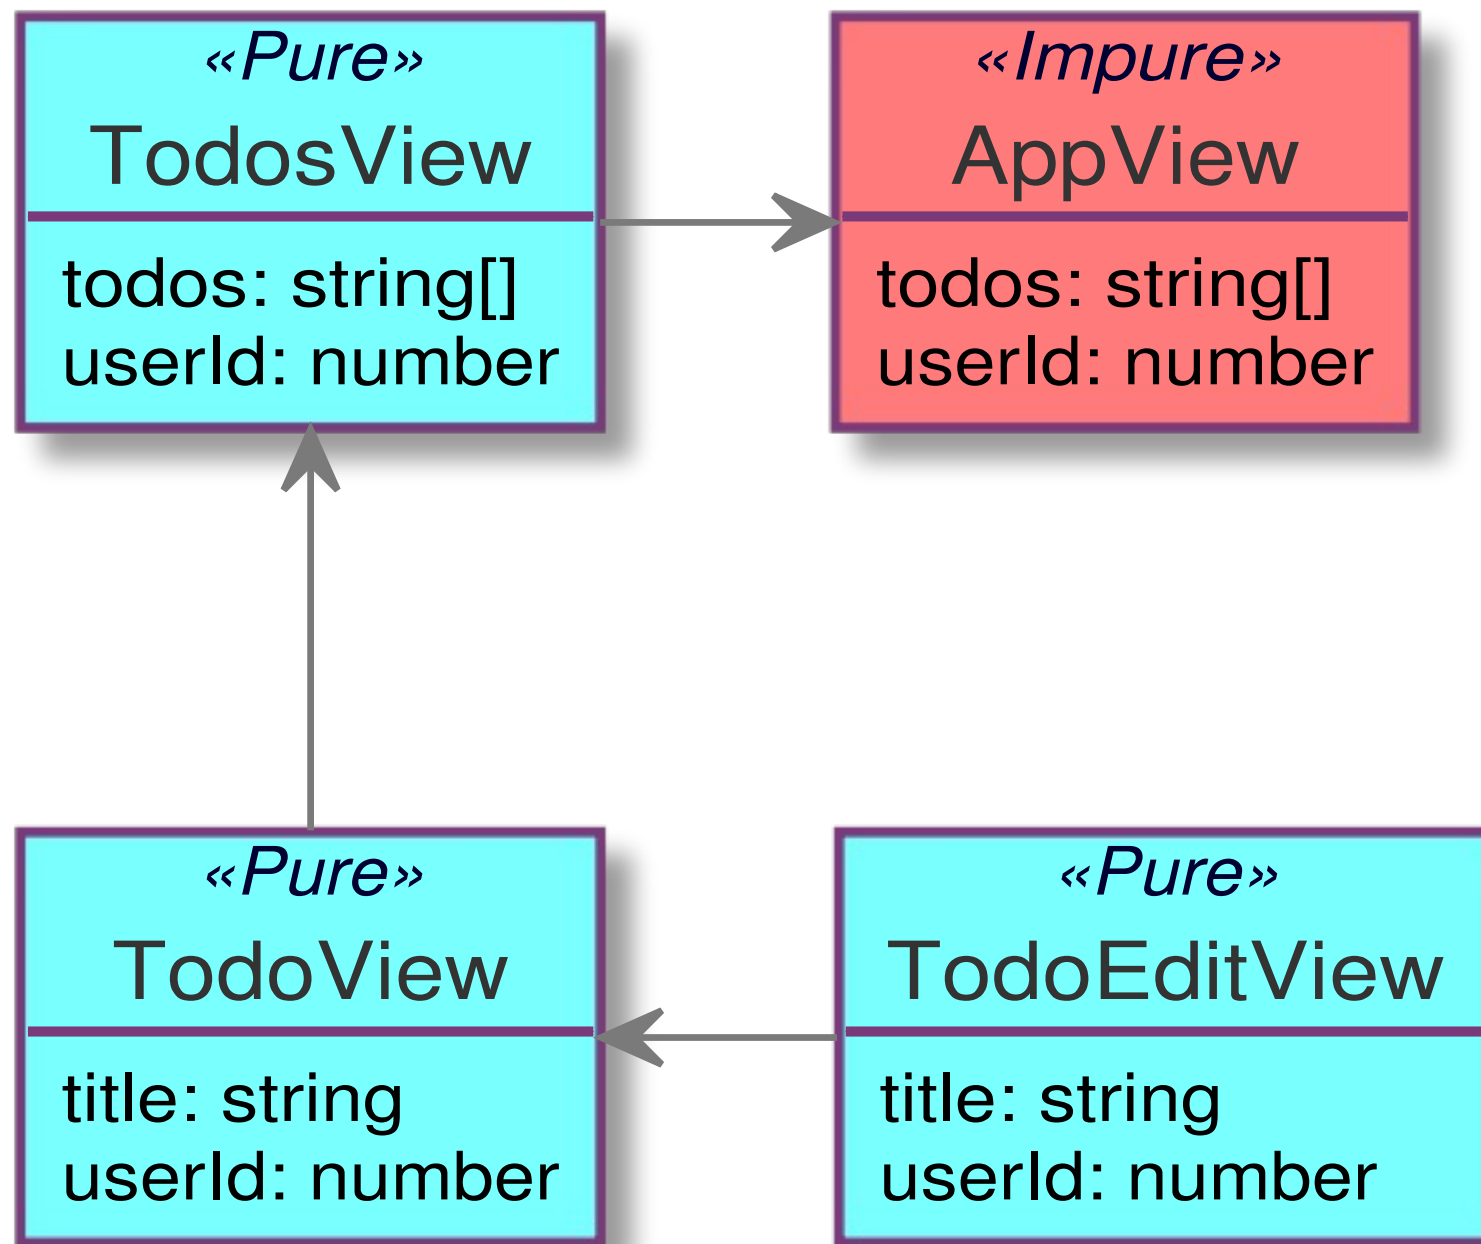 «Pure»
TodosView
todos: string[]
userId: number
«Impure»
AppView
todos: string[]
userId: number
«Pure»
TodoView
title: string
userId: number
«Pure»
TodoEditView
title: string
userId: number